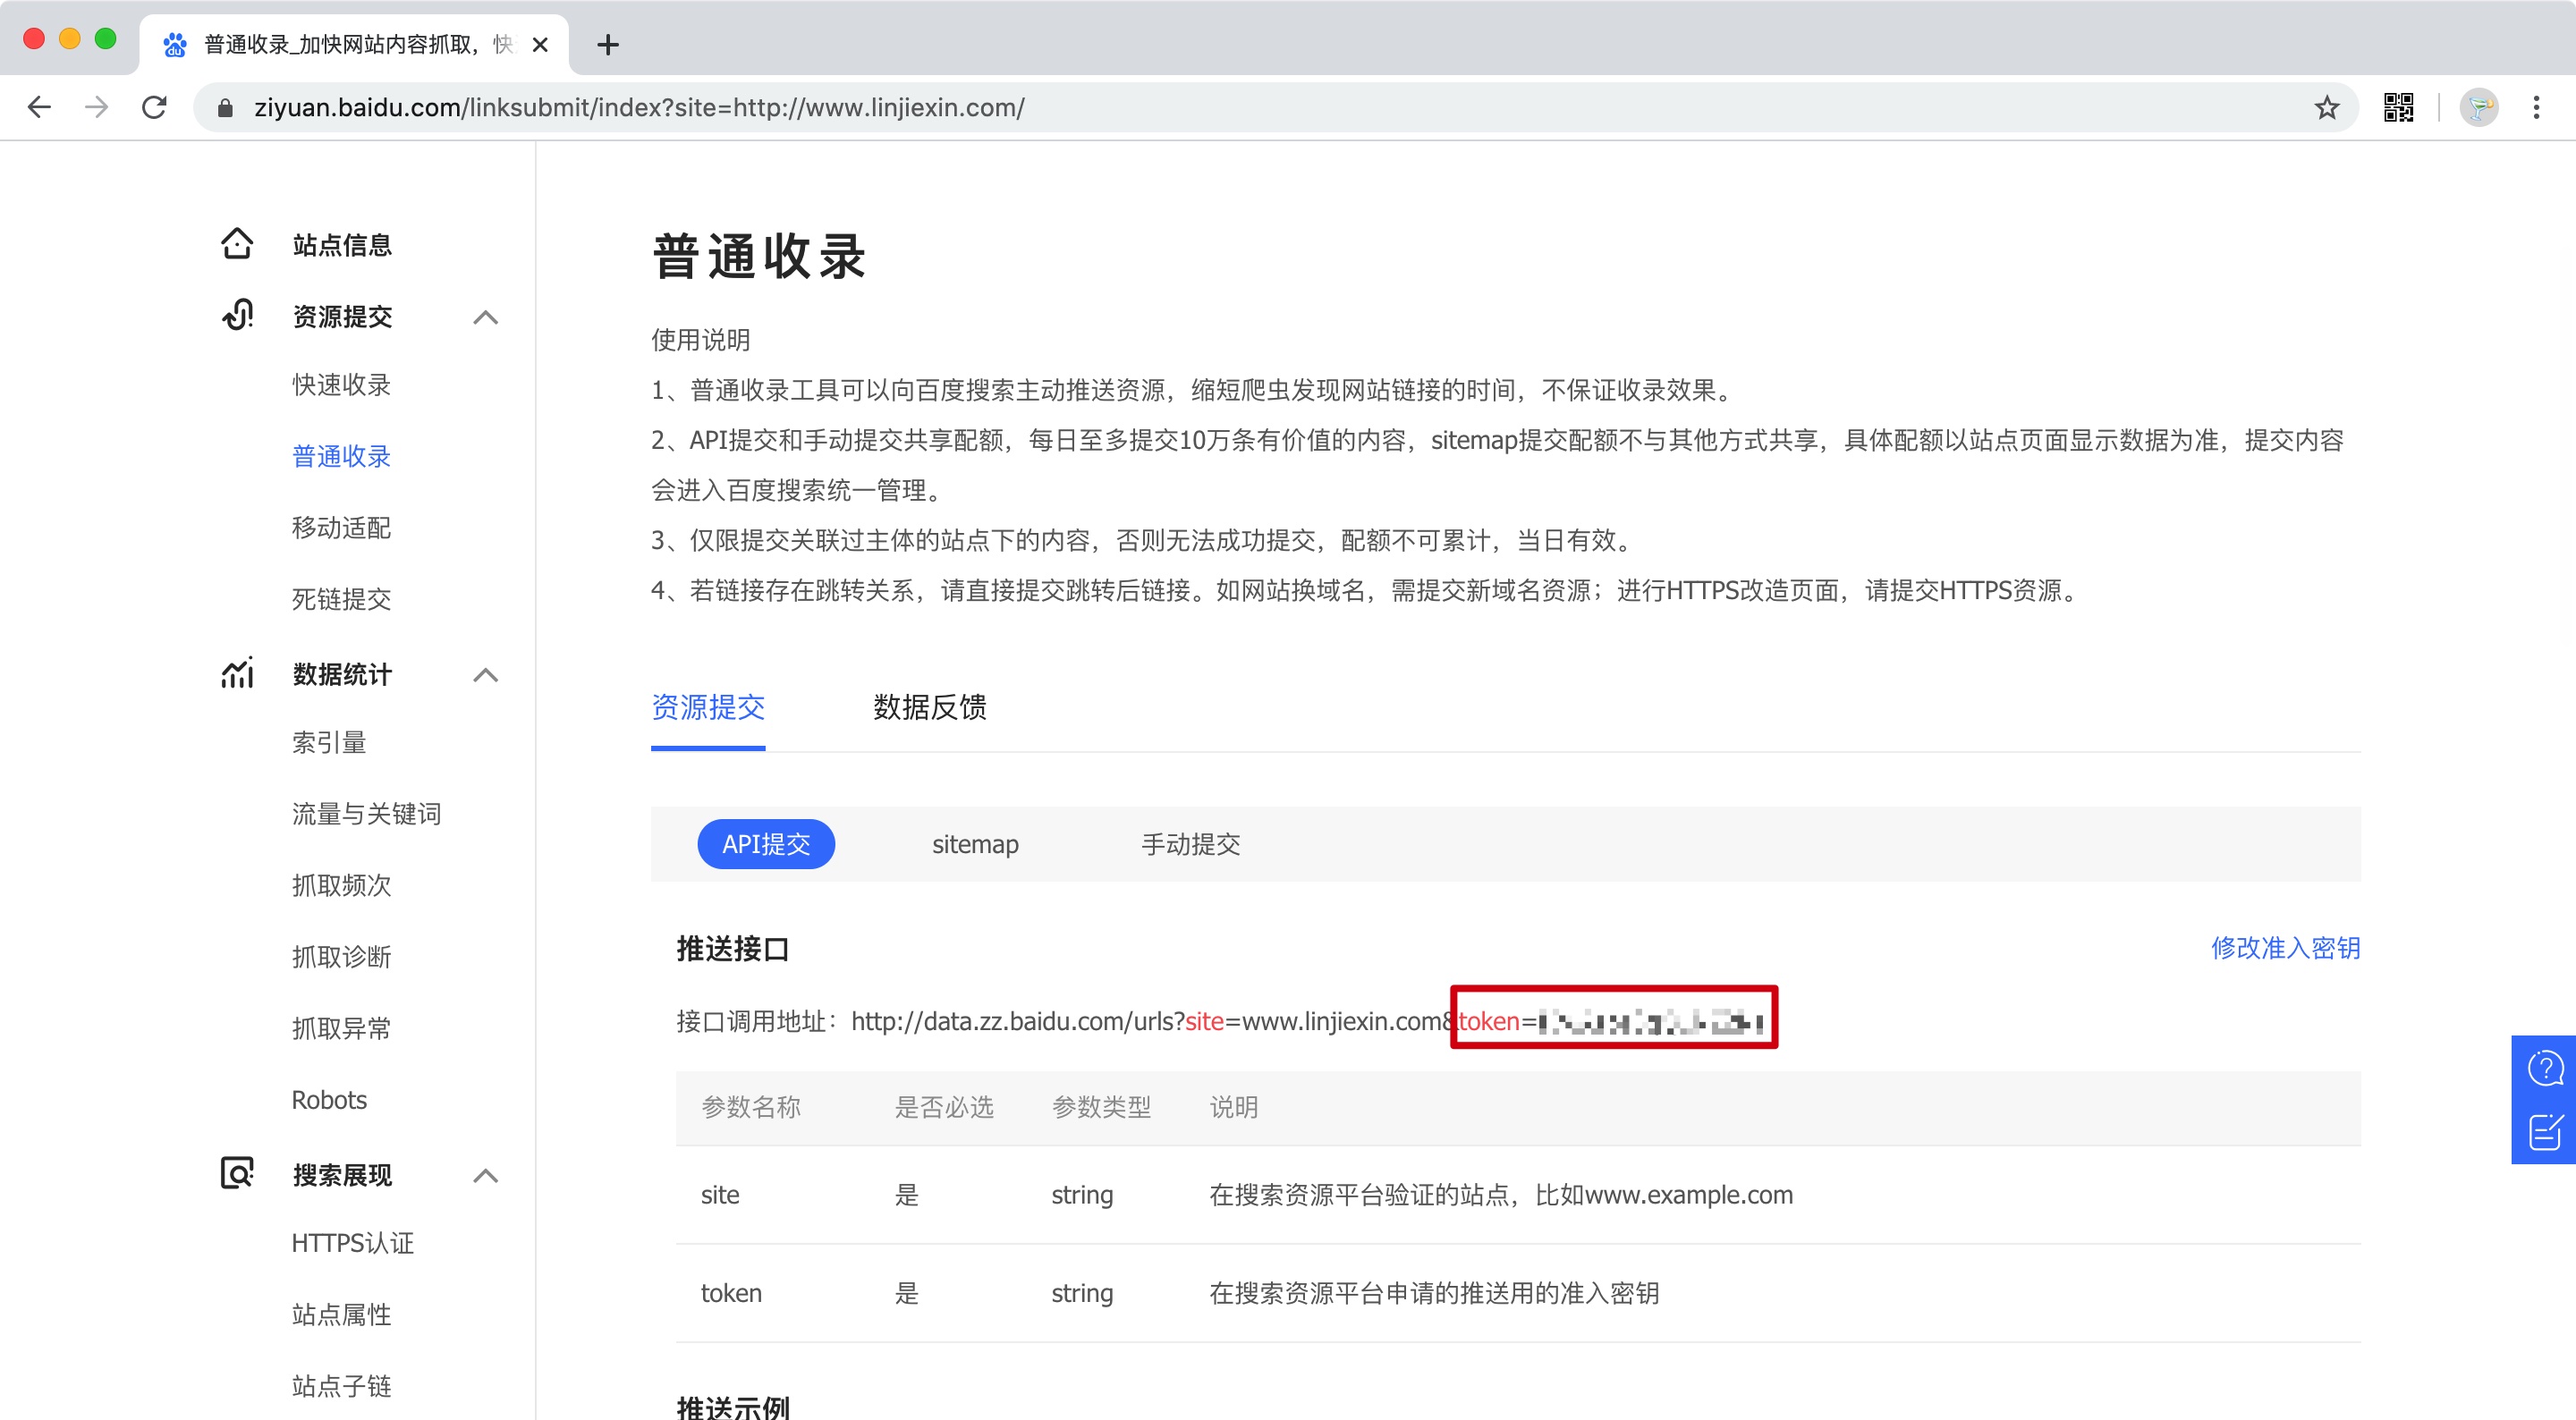 普通收录_加快网站内容抓取，快
ziyuan.baidu.com/linksubmit/index?site=http://www.linjiexin.com/
站点信息
资源提交
快速收录
普通收录
移动适配
死链提交
数据统计
索引量
流量与关键词
抓取频次
抓取诊断
抓取异常
Robots
搜索展现
HTTPS认证
站点属性
站点子链
普通收录
使用说明
1、普通收录工具可以向百度搜索主动推送资源，缩短爬虫发现网站链接的时间，不保证收录效果。
2、API提交和手动提交共享配额，每日至多提交10万条有价值的内容，sitemap提交配额不与其他方式共享，具体配额以站点页面显示数据为准，提交内容
会进入百度搜索统一管理。
3、仅限提交关联过主体的站点下的内容，否则无法成功提交，配额不可累计，当日有效。
4、若链接存在跳转关系，请直接提交跳转后链接。如网站换域名，需提交新域名资源；进行HTTPS改造页面，请提交HTTPS资源。
资源提交 数据反馈
API提交 sitemap 手动提交
推送接口 修改准入密钥
接口调用地址：http://data.zz.baidu.com/urls?site=www.linjiexin.com&token=
参数名称 是否必选 参数类型 说明
site 是 string 在搜索资源平台验证的站点，比如www.example.com
token 是 string 在搜索资源平台申请的推送用的准入密钥
推送示例